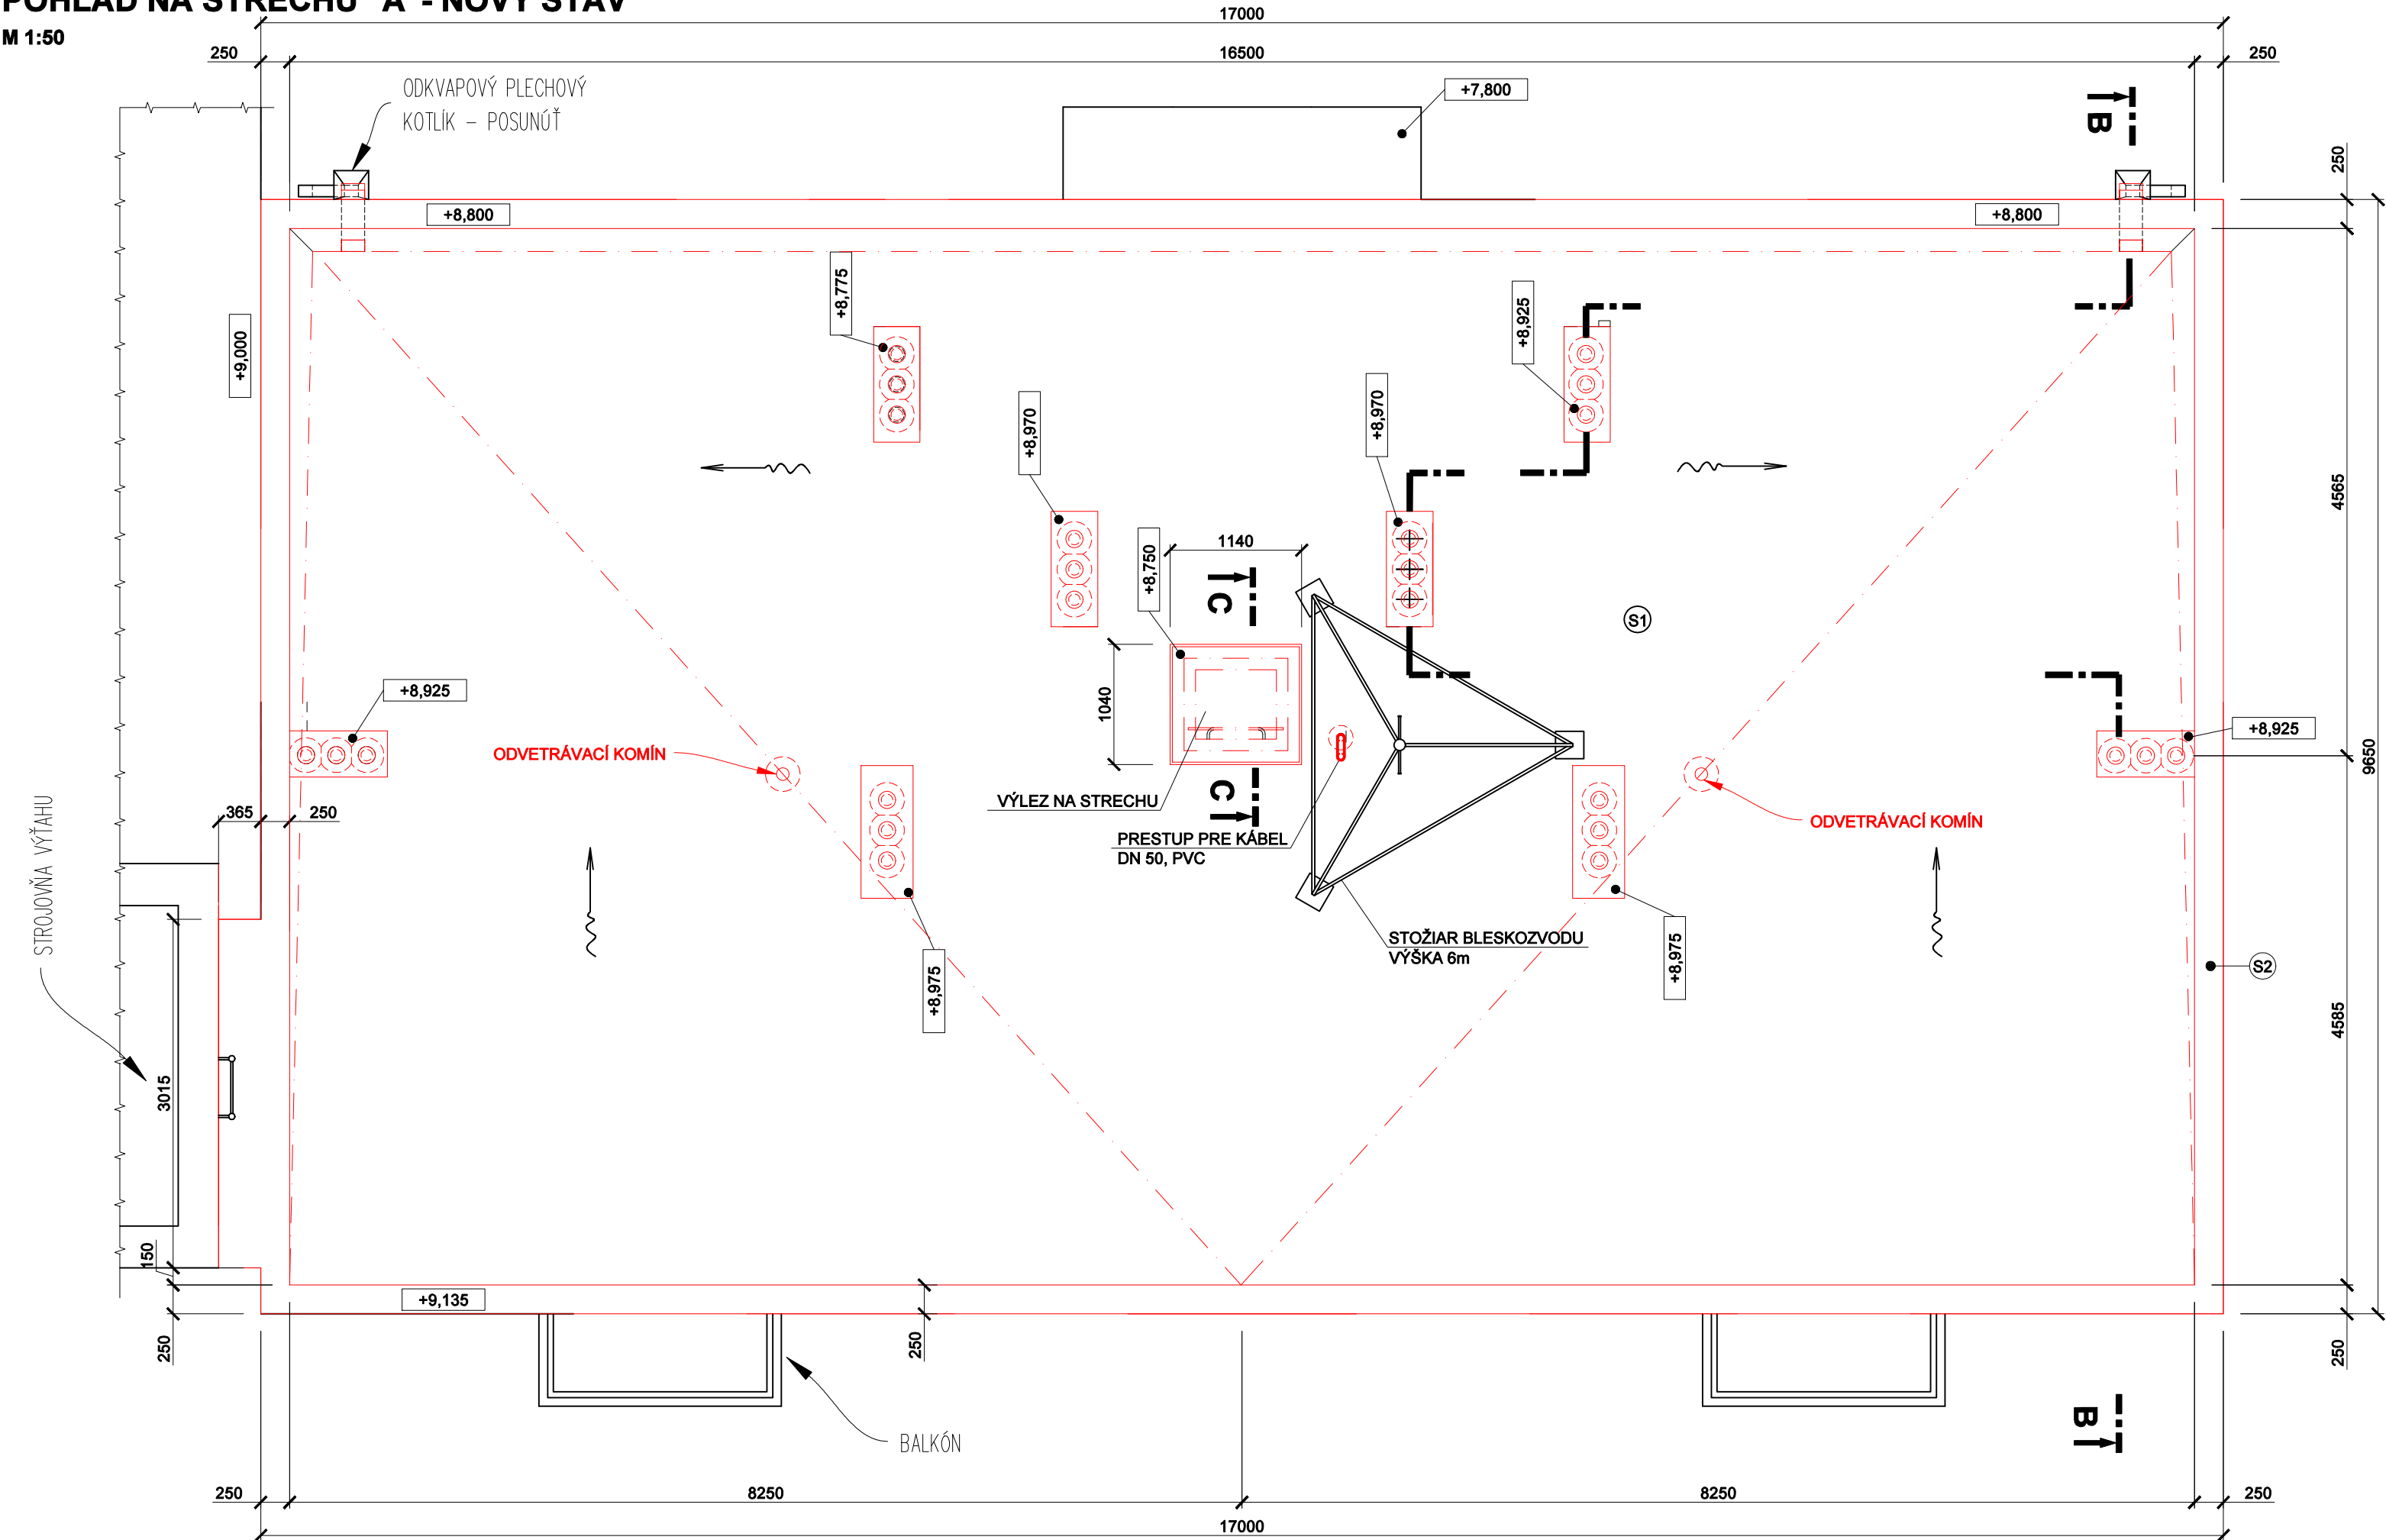 POHĽAD NA STRECHU "A"- NOVÝ STAV
M 1:50
17000
250
16500
250
ODKVAPOVÝ PLECHOVÝ
KOTLÍK – POSUNÚŤ
+7,800
B
250
+8,800
+8,800
+8,775
+8,925
+9,000
+8,970
+8,970
4565
1140
+8,750
C
S1
1040
+8,925
+8,925
9650
ODVETRÁVACÍ KOMÍN
VÝLEZ NA STRECHU
C
365
250
ODVETRÁVACÍ KOMÍN
PRESTUP PRE KÁBEL
DN 50, PVC
STROJOVŇA VÝŤAHU
STOŽIAR BLESKOZVODU
VÝŠKA 6m
+8,975
+8,975
S2
4585
3015
150
+9,135
250
250
250
B
BALKÓN
250
8250
8250
250
17000